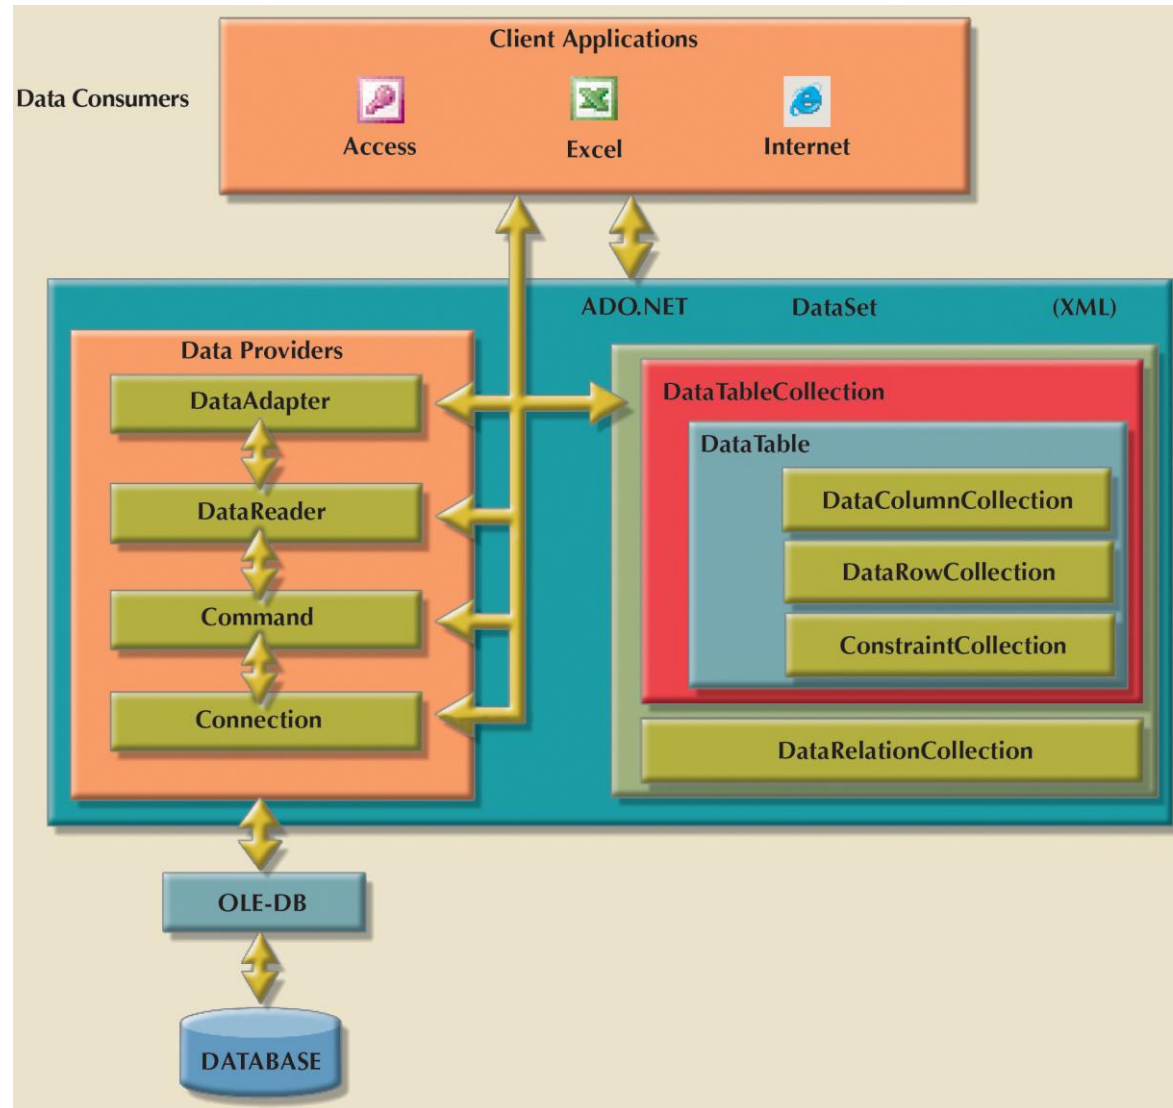 Client Applications
Data Consumers
Access
Excel
Internet
ADO.NET DataSet (XML)
Data Providers
DataAdapter
DataReader
Command
Connection
DataTableCollection
DataTable
DataColumnCollection
DataRowCollection
ConstraintCollection
DataRelationCollection
OLE-DB
DATABASE